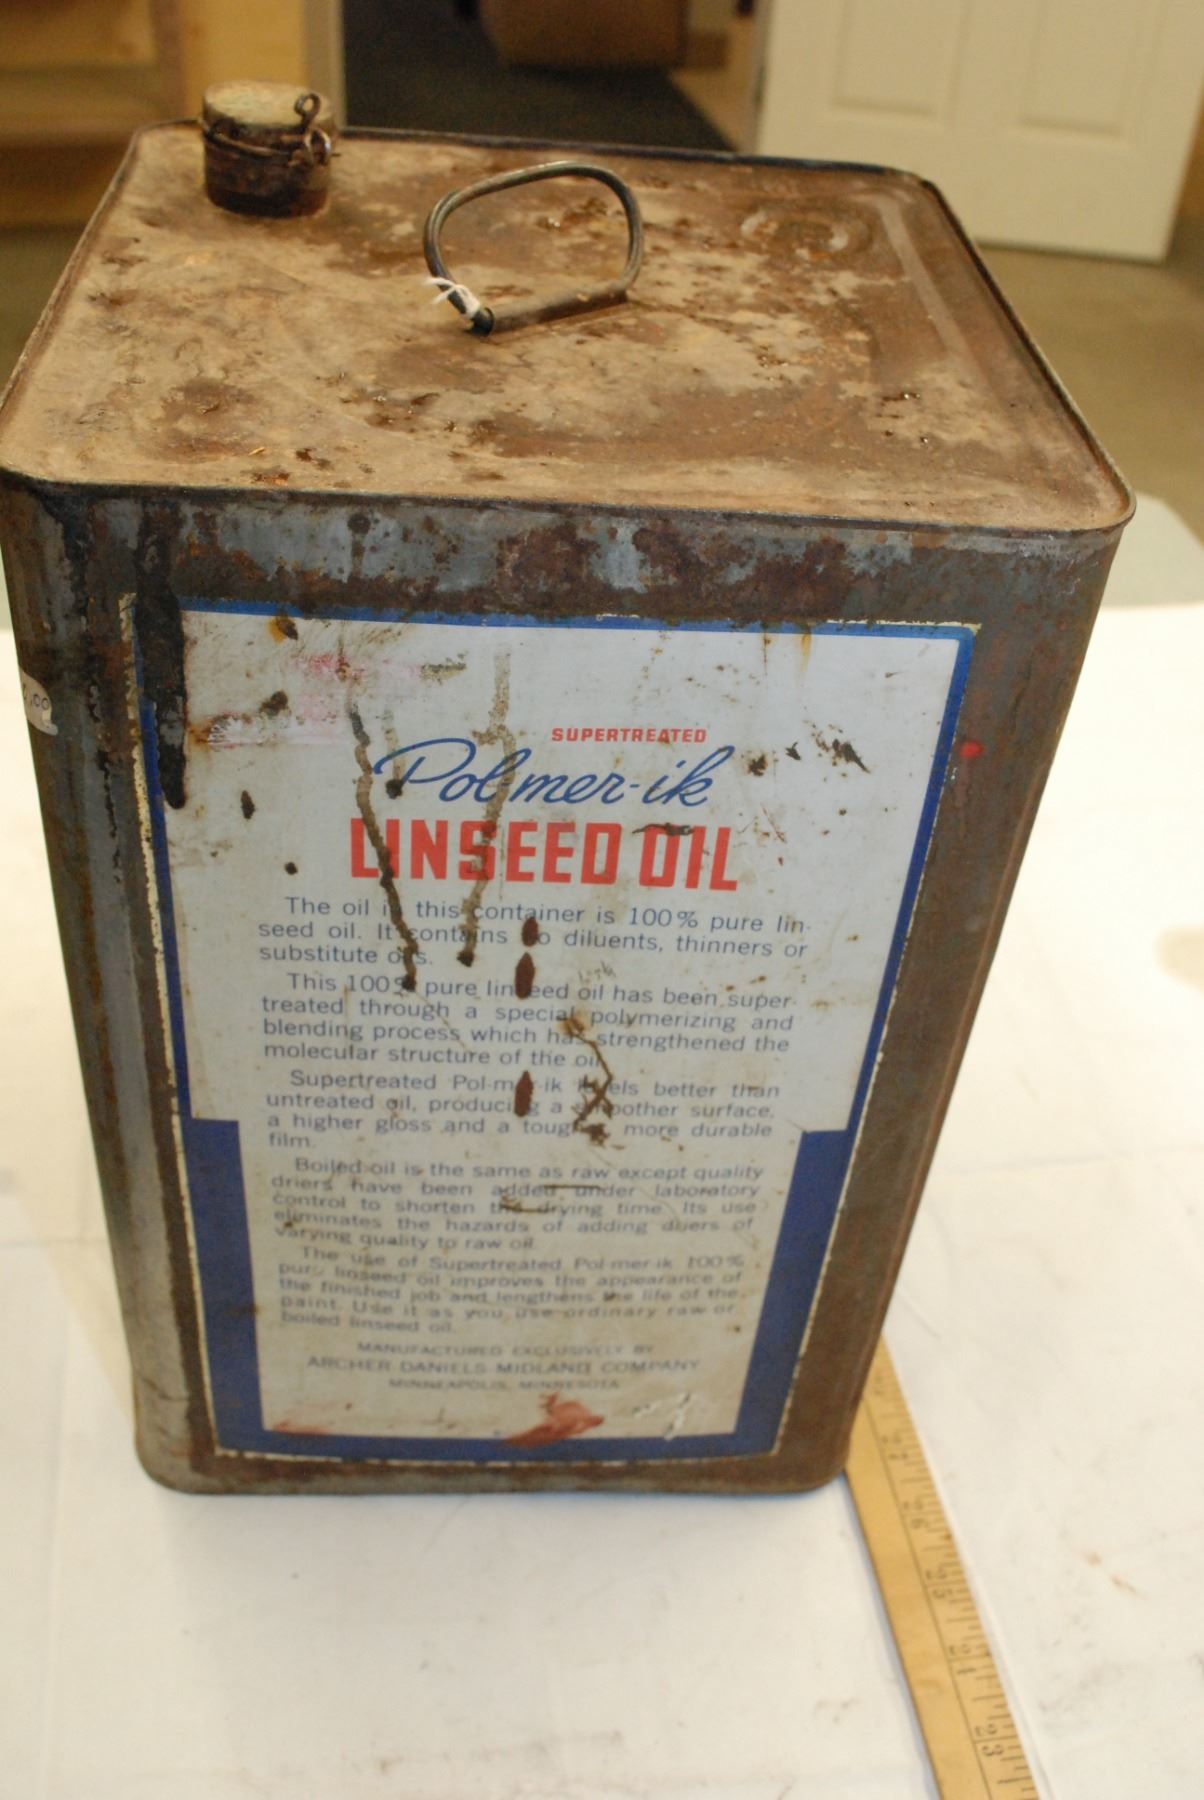 SUPERTREATED
Pol-mer-ik
LINSEED OIL
The oil in this container is 100% pure lin-
seed oil. It contains no diluents, thinners or
substitute oils.
This 100% pure linseed oil has been super-
treated through a special polymerizing and
blending process which has strengthened the
molecular structure of the oil.
Supertreated Pol-mer-ik levels better than
untreated oil, producing a smoother surface,
a higher gloss and a tougher, more durable
film.
Boiled oil is the same as raw except quality
driers have been added under laboratory
control to shorten the drying time. Its use
eliminates the hazards of adding driers of
varying quality to raw oil.
The use of Supertreated Pol-mer-ik 100%
pure linseed oil improves the appearance of
the finished job and lengthens the life of the
paint. Use it as you use ordinary raw or
boiled linseed oil.
MANUFACTURED EXCLUSIVELY BY
ARCHER-DANIELS-MIDLAND COMPANY
MINNEAPOLIS, MINNESOTA